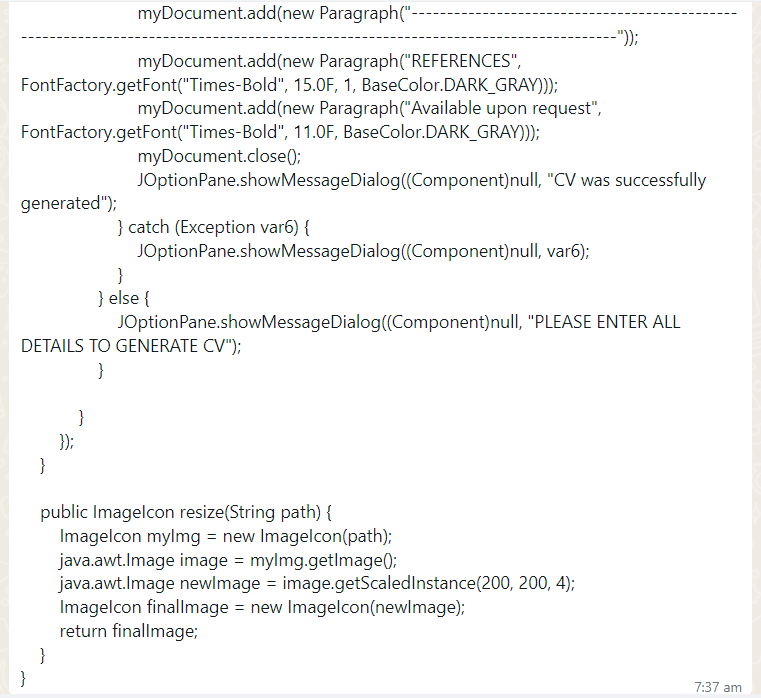 myDocument.add(new Paragraph("----------------------------------------------
------------------------------------------------------------------------------------"));
myDocument.add(new Paragraph("REFERENCES",
FontFactory.getFont("Times-Bold", 15.0F, 1, BaseColor.DARK_GRAY)));
myDocument.add(new Paragraph("Available upon request",
FontFactory.getFont("Times-Bold", 11.0F, BaseColor.DARK_GRAY)));
myDocument.close();
JOptionPane.showMessageDialog((Component)null, "CV was successfully
generated");
} catch (Exception var6) {
JOptionPane.showMessageDialog((Component)null, var6);
}
} else {
JOptionPane.showMessageDialog((Component)null, "PLEASE ENTER ALL
DETAILS TO GENERATE CV");
}
}
});
}
public ImageIcon resize(String path) {
ImageIcon myImg = new ImageIcon(path);
java.awt.Image image = myImg.getImage();
java.awt.Image newImage = image.getScaledInstance(200, 200, 4);
ImageIcon finalImage = new ImageIcon(newImage);
return finalImage;
}
}
7:37 am